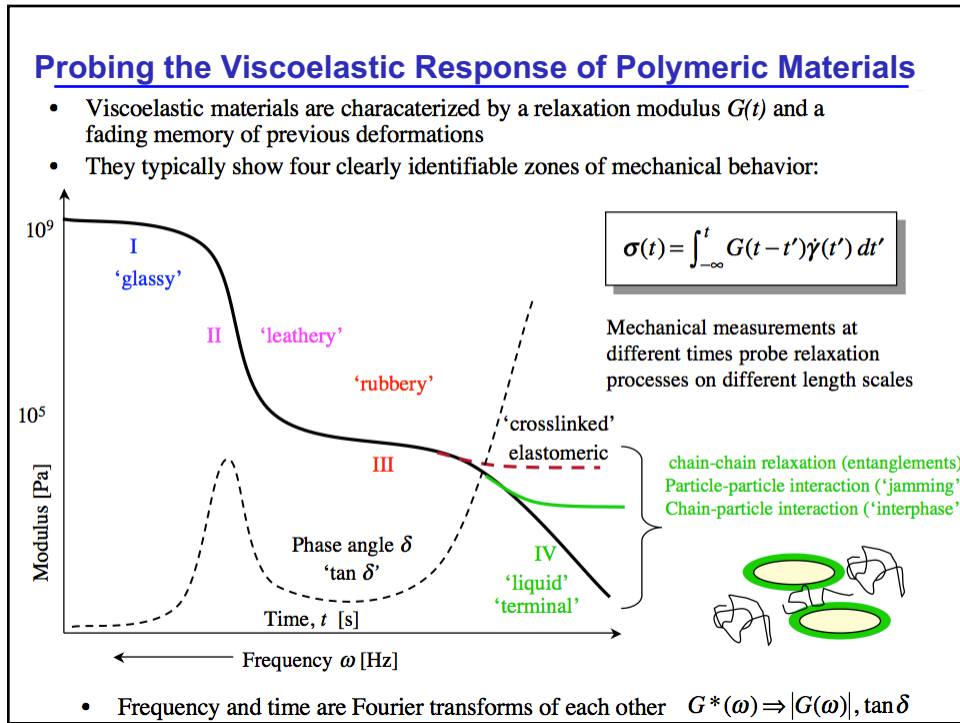 Probing the Viscoelastic Response of Polymeric Materials
• Viscoelastic materials are characaterized by a relaxation modulus G(t) and a
fading memory of previous deformations
• They typically show four clearly identifiable zones of mechanical behavior:
10⁹
I
'glassy'
II 'leathery'
'rubbery'
σ(t) = ∫_{-∞}^{t} G(t − t′)γ̇(t′) dt′
Mechanical measurements at
different times probe relaxation
processes on different length scales
10⁵
'crosslinked'
elastomeric
III
chain-chain relaxation (entanglements)
Particle-particle interaction ('jamming'
Chain-particle interaction ('interphase'
Modulus [Pa]
Phase angle δ
'tan δ'
IV
'liquid'
'terminal'
Time, t [s]
Frequency ω [Hz]
• Frequency and time are Fourier transforms of each other G*(ω) ⇒ |G(ω)|, tan δ